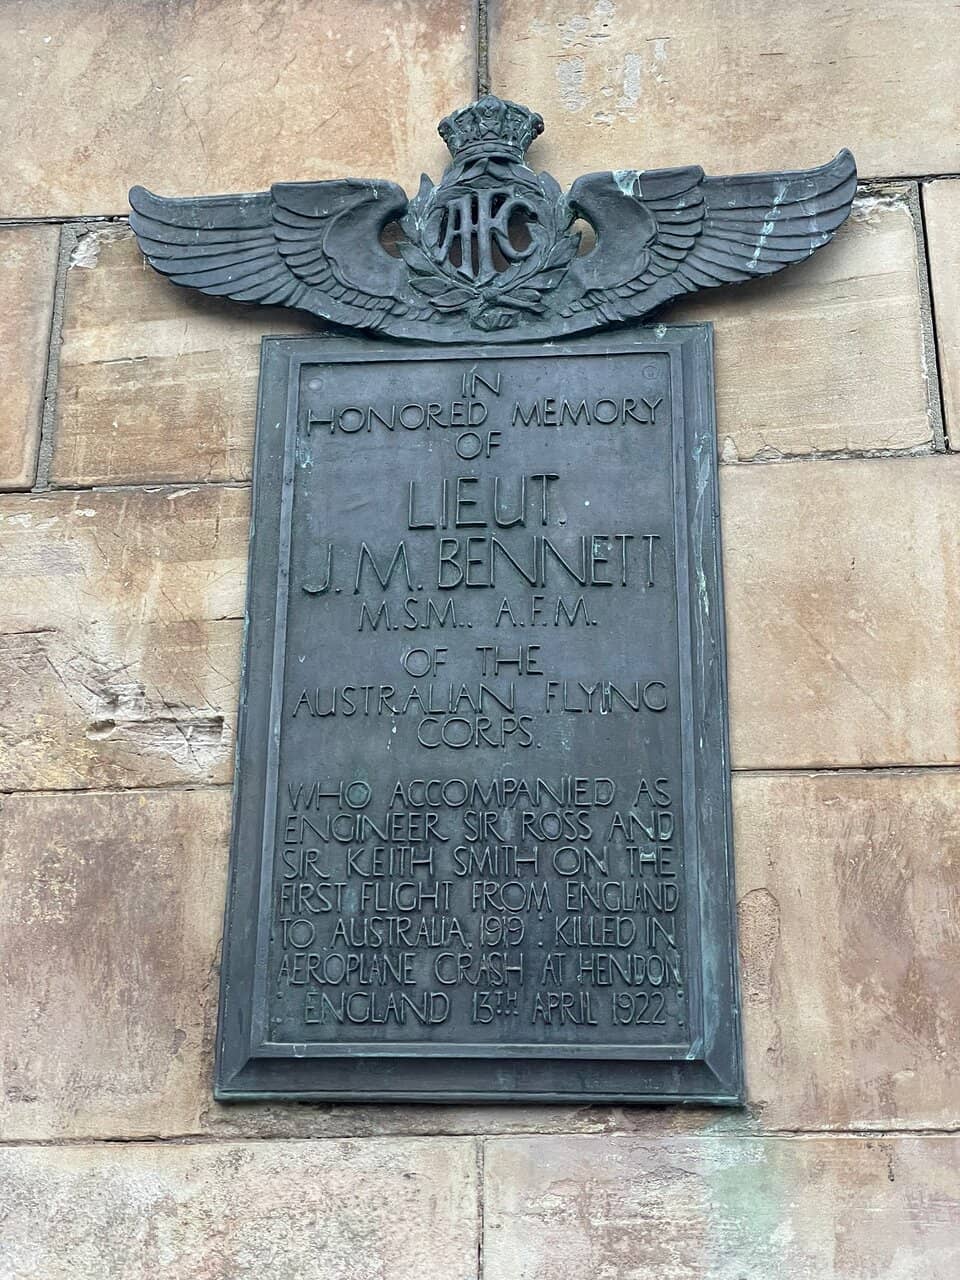 AFC
IN
HONORED MEMORY
OF
LIEUT.
J. M. BENNETT
M.S.M.. A.F.M.
OF THE
AUSTRALIAN FLYING
CORPS.
WHO ACCOMPANIED AS
ENGINEER SIR ROSS AND
SIR KEITH SMITH ON THE
FIRST FLIGHT FROM ENGLAND
TO AUSTRALIA. 1919 : KILLED IN
AEROPLANE CRASH AT HENDON
ENGLAND 13TH APRIL 1922.